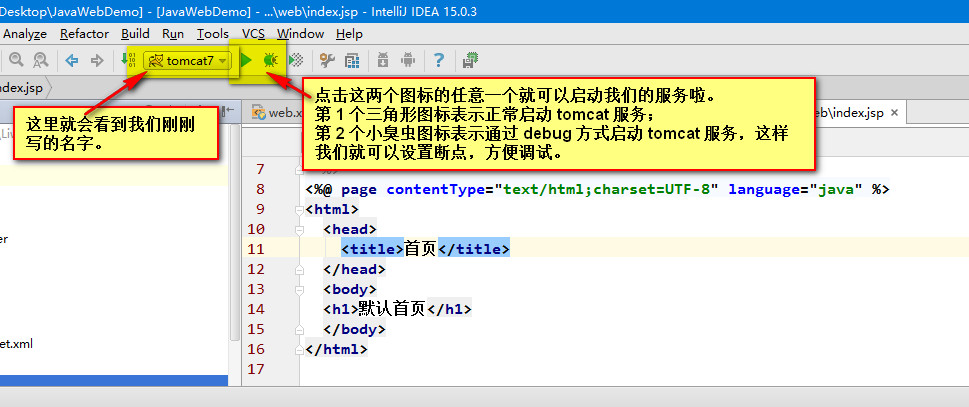 Desktop\JavaWebDemo] - [JavaWebDemo] - ...\web\index.jsp - IntelliJ IDEA 15.0.3
Analyze Refactor Build Run Tools VCS Window Help
tomcat7
ndex.jsp
这里就会看到我们刚刚
写的名字。
点击这两个图标的任意一个就可以启动我们的服务啦。
第 1 个三角形图标表示正常启动 tomcat 服务；
第 2 个小臭虫图标表示通过 debug 方式启动 tomcat 服务，这样
我们就可以设置断点，方便调试。
web.x
eb\index.jsp
7 %>
8 <%@ page contentType="text/html;charset=UTF-8" language="java" %>
9 <html>
10 <head>
11 <title>首页</title>
12 </head>
13 <body>
14 <h1>默认首页</h1>
15 </body>
16 </html>
17
er
et.xml